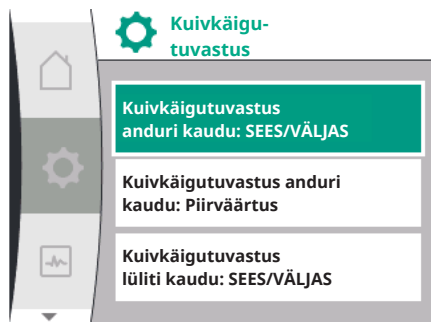 Kuivkäigu-
tuvastus
Kuivkäigutuvastus
anduri kaudu: SEES/VÄLJAS
Kuivkäigutuvastus anduri
kaudu: Piirväärtus
Kuivkäigutuvastus
lüliti kaudu: SEES/VÄLJAS